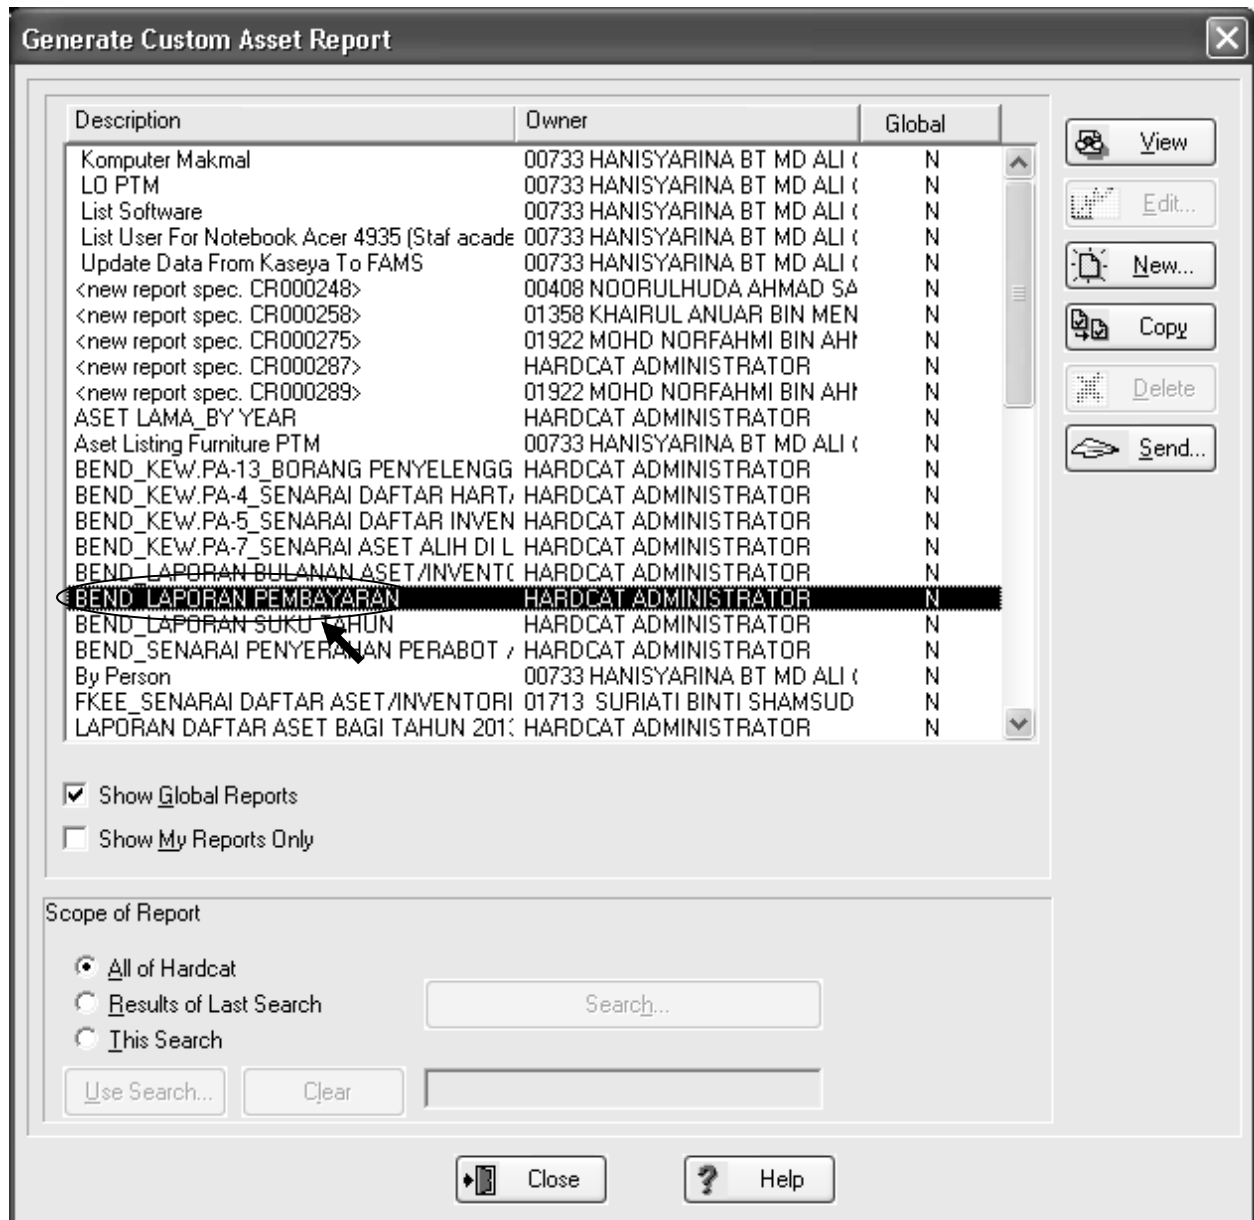 Generate Custom Asset Report
Description Owner Global
Komputer Makmal 00733 HANISYARINA BT MD ALI ( N
LO PTM 00733 HANISYARINA BT MD ALI ( N
List Software 00733 HANISYARINA BT MD ALI ( N
List User For Notebook Acer 4935 (Staf acade 00733 HANISYARINA BT MD ALI ( N
Update Data From Kaseya To FAMS 00733 HANISYARINA BT MD ALI ( N
<new report spec. CR000248> 00408 NOORULHUDA AHMAD SA N
<new report spec. CR000258> 01358 KHAIRUL ANUAR BIN MEN N
<new report spec. CR000275> 01922 MOHD NORFAHMI BIN AHM N
<new report spec. CR000287> HARDCAT ADMINISTRATOR N
<new report spec. CR000289> 01922 MOHD NORFAHMI BIN AHM N
ASET LAMA_BY YEAR HARDCAT ADMINISTRATOR N
Aset Listing Furniture PTM 00733 HANISYARINA BT MD ALI ( N
BEND_KEW.PA-13_BORANG PENYELENGG HARDCAT ADMINISTRATOR N
BEND_KEW.PA-4_SENARAI DAFTAR HARTA HARDCAT ADMINISTRATOR N
BEND_KEW.PA-5_SENARAI DAFTAR INVEN HARDCAT ADMINISTRATOR N
BEND_KEW.PA-7_SENARAI ASET ALIH DI L HARDCAT ADMINISTRATOR N
BEND_LAPORAN BULANAN ASET/INVENTO HARDCAT ADMINISTRATOR N
BEND_LAPORAN PEMBAYARAN HARDCAT ADMINISTRATOR N
BEND_LAPORAN SUKU TAHUN HARDCAT ADMINISTRATOR N
BEND_SENARAI PENYERAHAN PERABOT / HARDCAT ADMINISTRATOR N
By Person 00733 HANISYARINA BT MD ALI ( N
FKEE_SENARAI DAFTAR ASET/INVENTORI 01713 SURIATI BINTI SHAMSUD N
LAPORAN DAFTAR ASET BAGI TAHUN 2013 HARDCAT ADMINISTRATOR N
View
Edit...
New...
Copy
Delete
Send...
Show Global Reports
Show My Reports Only
Scope of Report
All of Hardcat
Results of Last Search Search...
This Search
Use Search... Clear
Close Help